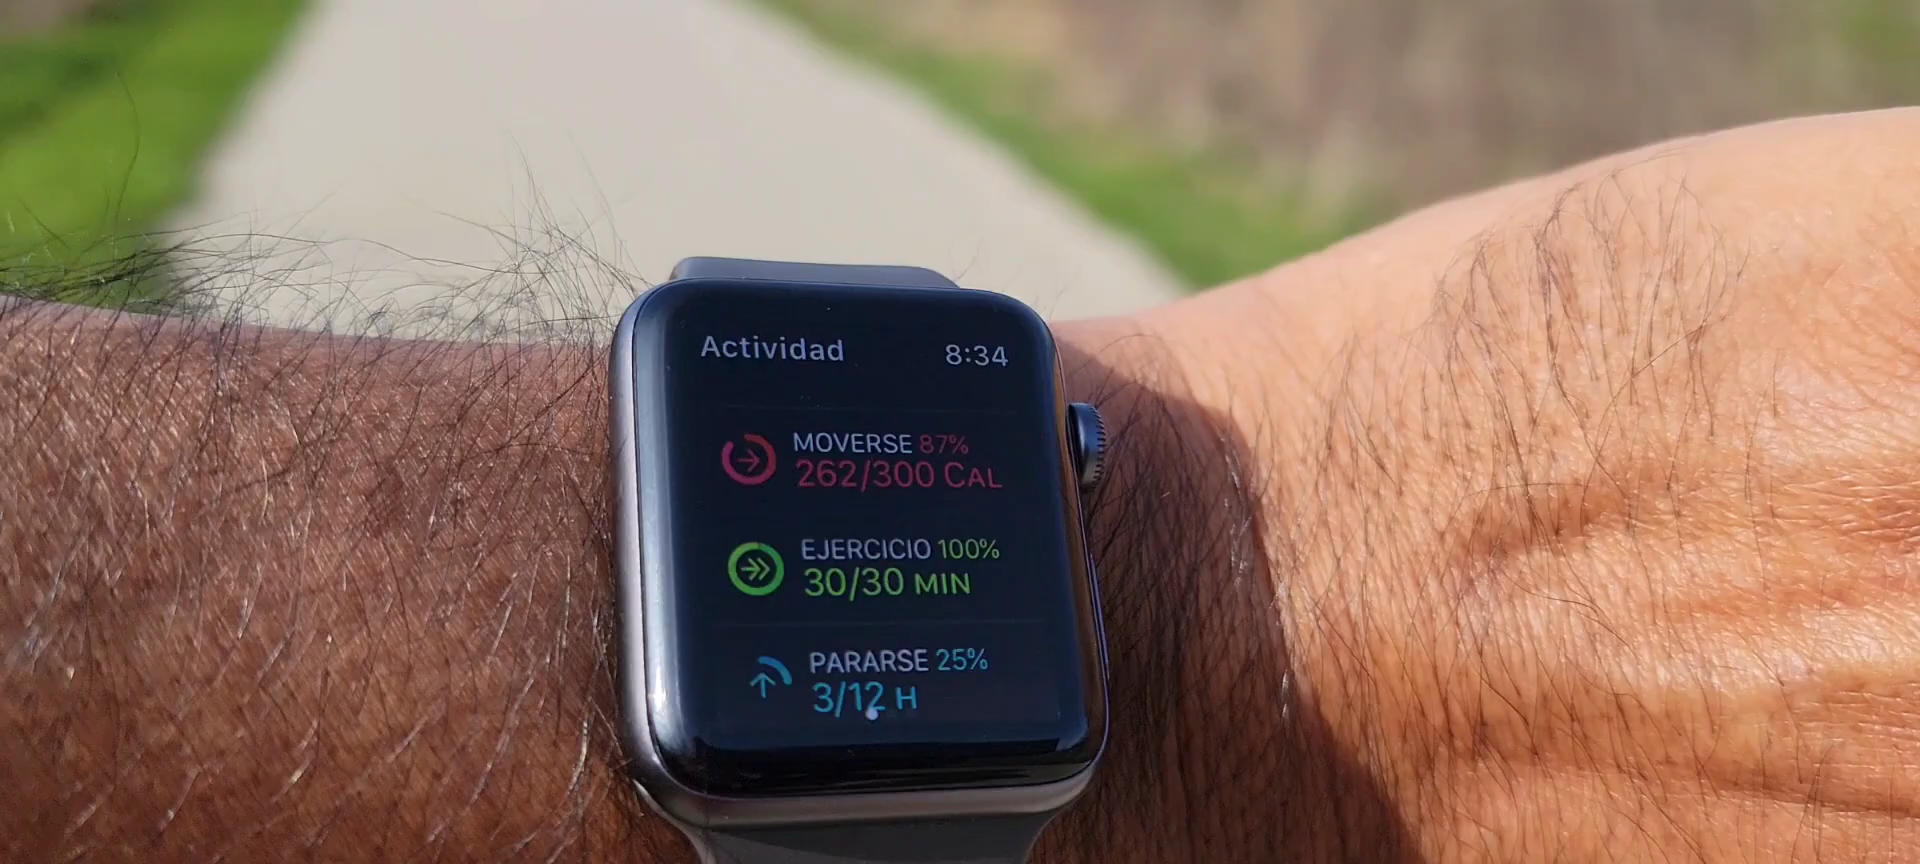 Actividad 8:34
MOVERSE 87%
262/300 CAL
EJERCICIO 100%
30/30 MIN
PARARSE 25%
3/12 H